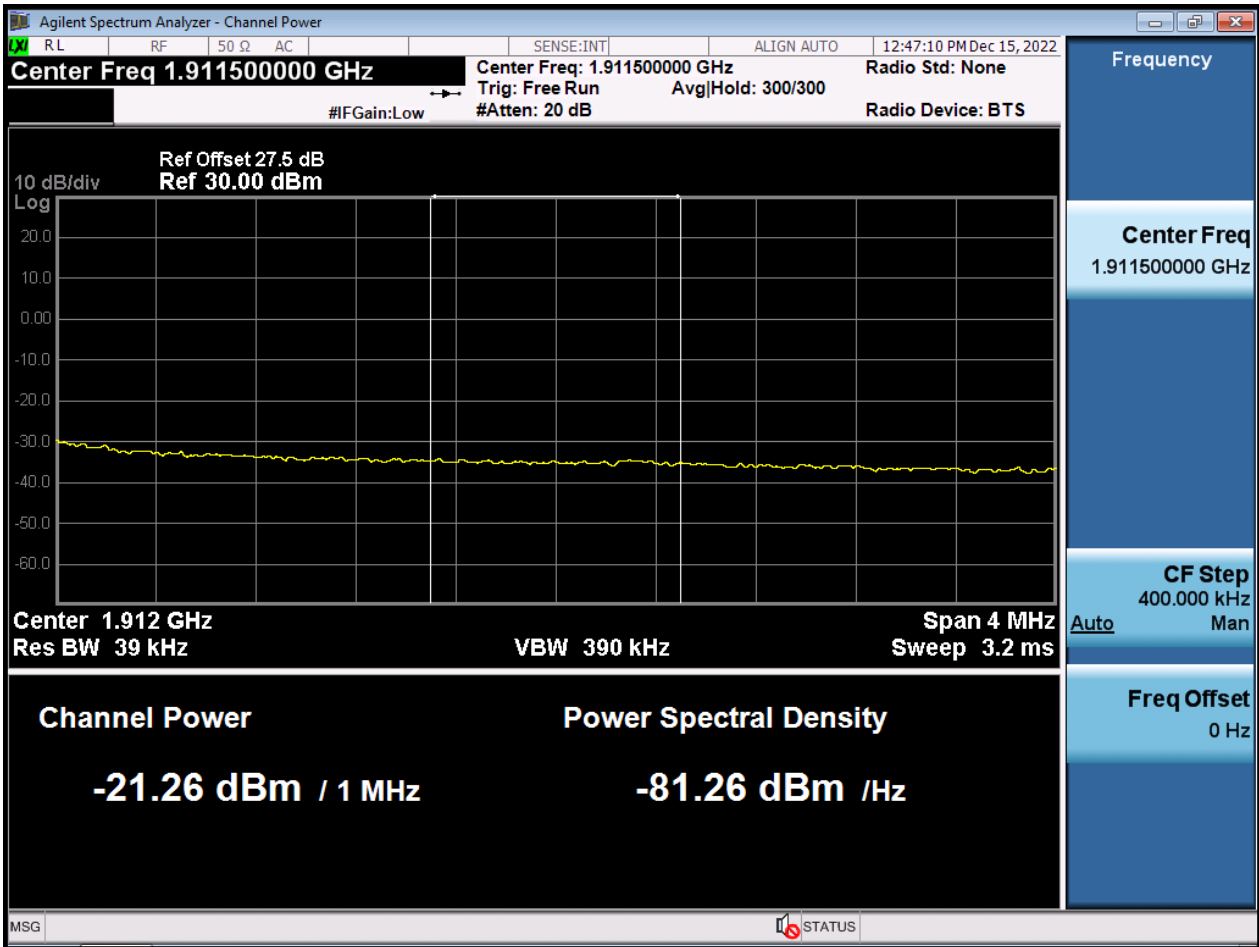 Agilent Spectrum Analyzer - Channel Power
LXI RL RF 50 Ω AC SENSE:INT ALIGN AUTO 12:47:10 PM Dec 15, 2022
Center Freq 1.911500000 GHz
Center Freq: 1.911500000 GHz
Radio Std: None
Trig: Free Run Avg|Hold: 300/300
#IFGain:Low
#Atten: 20 dB
Radio Device: BTS
Ref Offset 27.5 dB
10 dB/div Ref 30.00 dBm
Log
20.0
10.0
0.00
-10.0
-20.0
-30.0
-40.0
-50.0
-60.0
Center 1.912 GHz Span 4 MHz
Res BW 39 kHz VBW 390 kHz Sweep 3.2 ms
Channel Power
Power Spectral Density
-21.26 dBm / 1 MHz
-81.26 dBm /Hz
Frequency
Center Freq
1.911500000 GHz
CF Step
400.000 kHz
Auto Man
Freq Offset
0 Hz
MSG STATUS